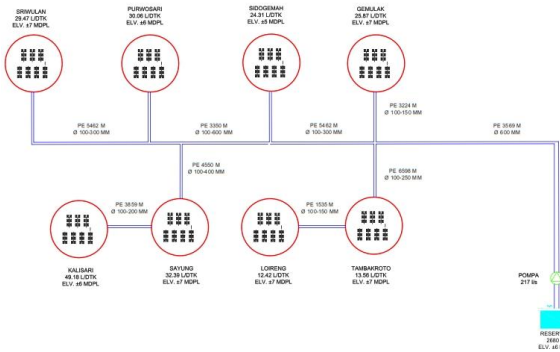 SRIWULAN
29.47 L/DTK
ELV. ±7 MDPL
PURWOSARI
30.06 L/DTK
ELV. ±6 MDPL
SIDOGEMAH
24.31 L/DTK
ELV. ±8 MDPL
GEMULAK
25.87 L/DTK
ELV. ±7 MDPL
PE 3224 M
Ø 100-150 MM
PE 5462 M
Ø 100-300 MM
PE 3350 M
Ø 100-600 MM
PE 5462 M
Ø 100-300 MM
PE 3569 M
Ø 600 MM
PE 4550 M
Ø 100-400 MM
PE 6598 M
Ø 100-250 MM
PE 3859 M
Ø 100-200 MM
PE 1535 M
Ø 100-150 MM
KALISARI
49.18 L/DTK
ELV. ±6 MDPL
SAYUNG
32.39 L/DTK
ELV. ±7 MDPL
LOIRENG
12.42 L/DTK
ELV. ±7 MDPL
TAMBAKROTO
13.56 L/DTK
ELV. ±7 MDPL
POMPA
217 l/s
RESER
ELV.